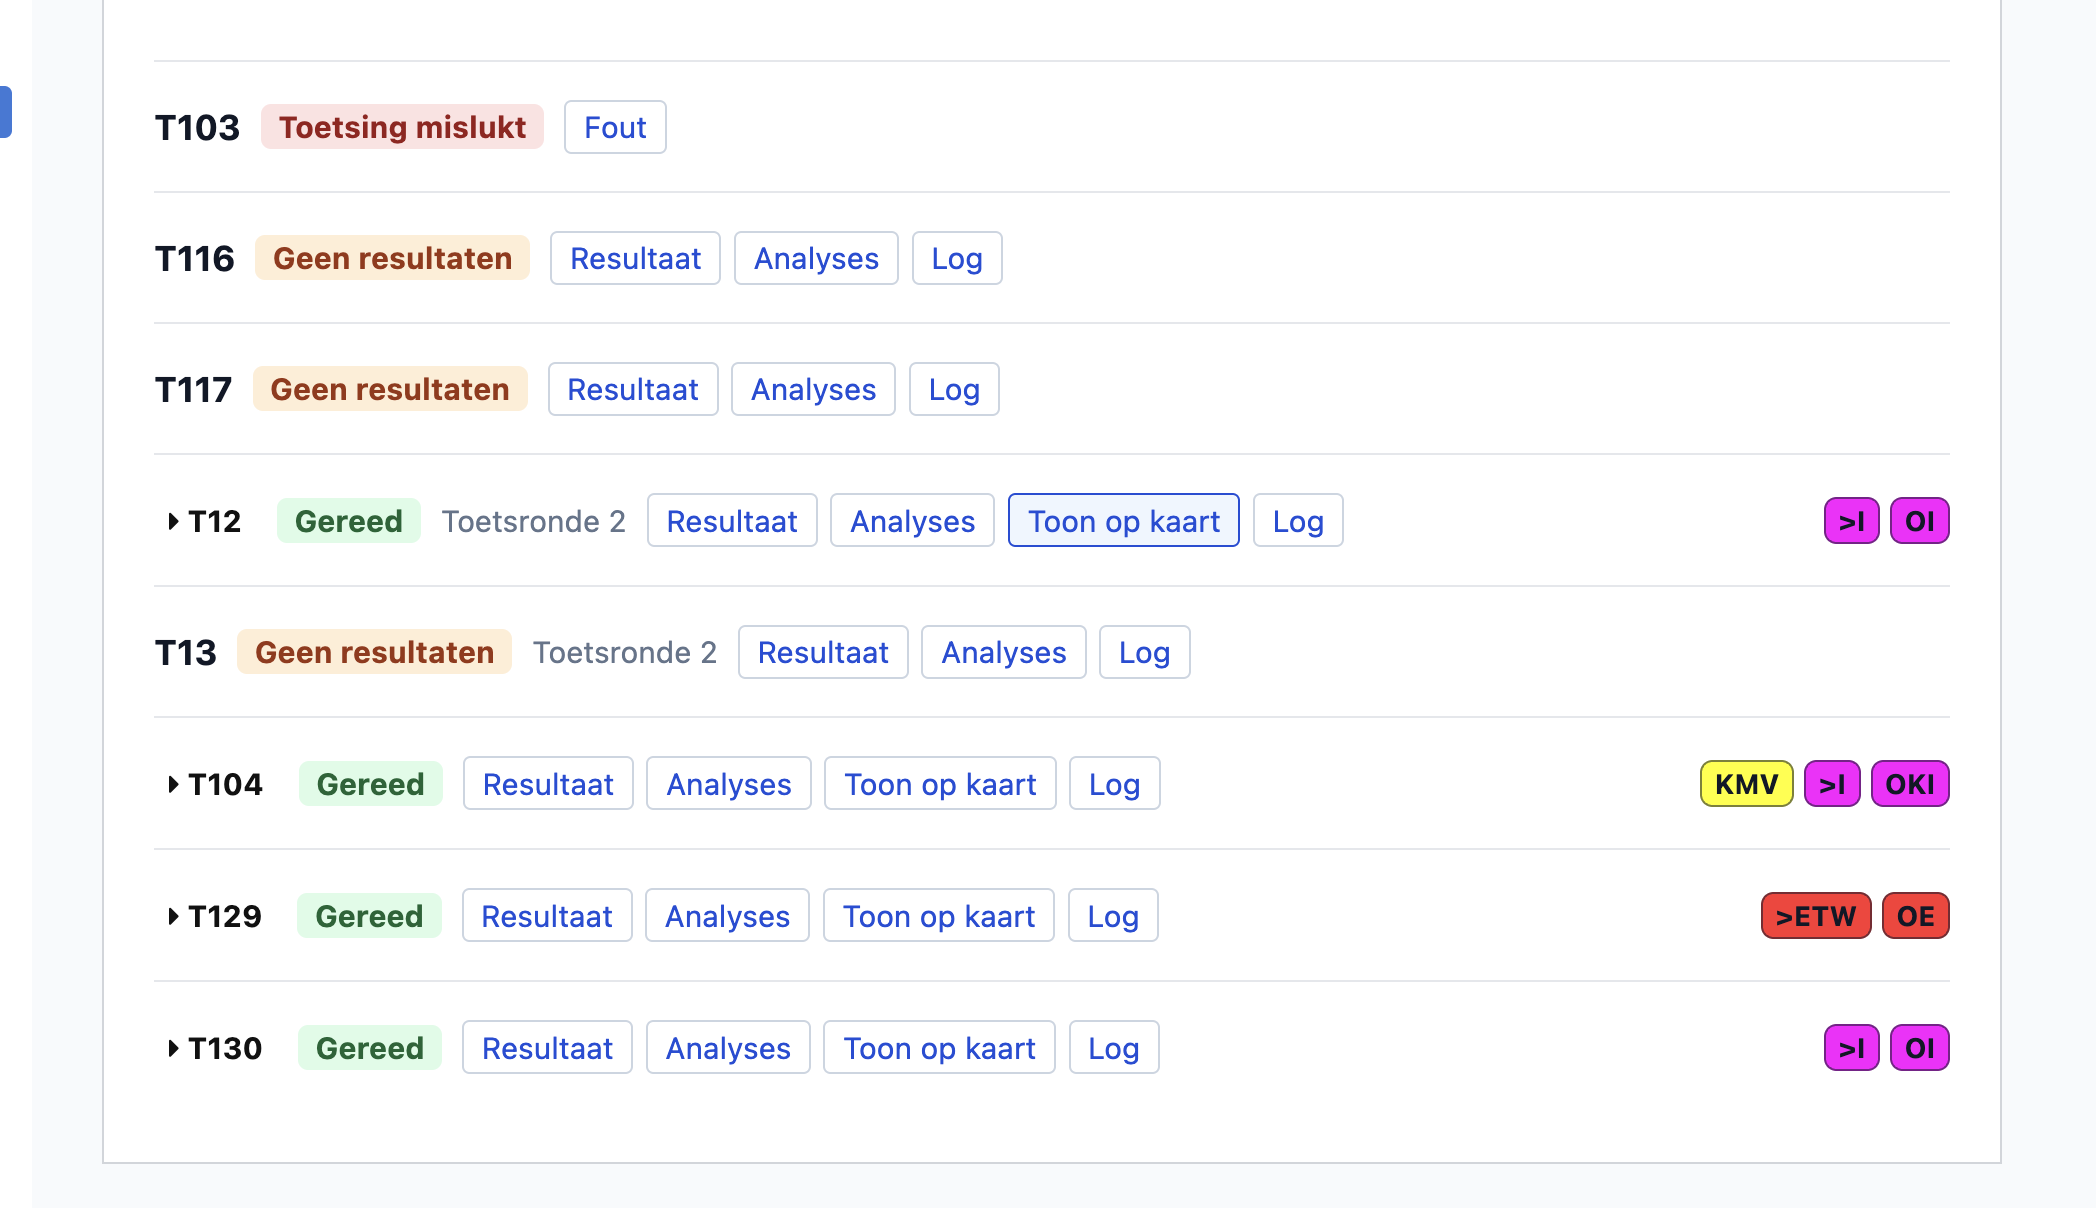 T103 Toetsing mislukt Fout
T116 Geen resultaten Resultaat Analyses Log
T117 Geen resultaten Resultaat Analyses Log
T12 Gereed Toetsronde 2 Resultaat Analyses Toon op kaart Log >I OI
T13 Geen resultaten Toetsronde 2 Resultaat Analyses Log
T104 Gereed Resultaat Analyses Toon op kaart Log KMV >I OKI
T129 Gereed Resultaat Analyses Toon op kaart Log >ETW OE
T130 Gereed Resultaat Analyses Toon op kaart Log >I OI